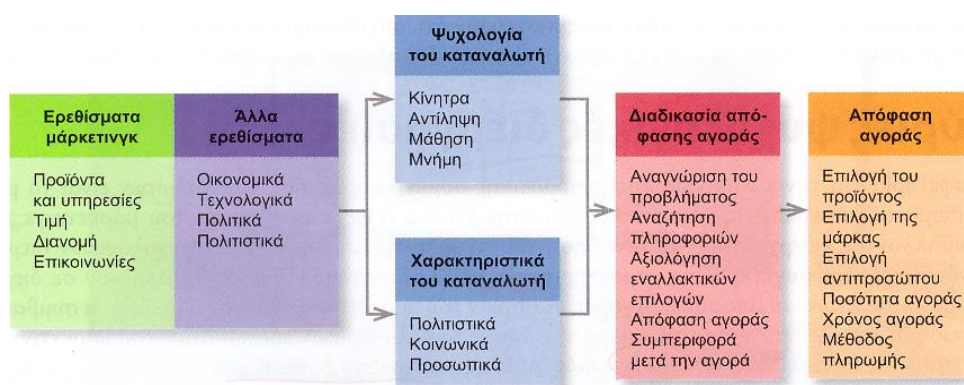 Ερεθίσματα
μάρκετινγκ
Προϊόντα
και υπηρεσίες
Τιμή
Διανομή
Επικοινωνίες
Άλλα
ερεθίσματα
Οικονομικά
Τεχνολογικά
Πολιτικά
Πολιτιστικά
Ψυχολογία
του καταναλωτή
Κίνητρα
Αντίληψη
Μάθηση
Μνήμη
Χαρακτηριστικά
του καταναλωτή
Πολιτιστικά
Κοινωνικά
Προσωπικά
Διαδικασία από-
φασης αγοράς
Αναγνώριση του
προβλήματος
Αναζήτηση
πληροφοριών
Αξιολόγηση
εναλλακτικών
επιλογών
Απόφαση αγοράς
Συμπεριφορά
μετά την αγορά
Απόφαση
αγοράς
Επιλογή του
προϊόντος
Επιλογή της
μάρκας
Επιλογή
αντιπροσώπου
Ποσότητα αγοράς
Χρόνος αγοράς
Μέθοδος
πληρωμής